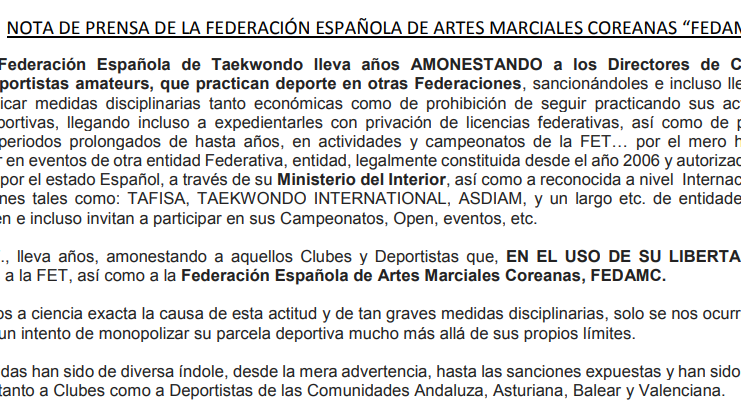 NOTA DE PRENSA DE LA FEDERACIÓN ESPAÑOLA DE ARTES MARCIALES COREANAS “FEDAM
Federación Española de Taekwondo lleva años AMONESTANDO a los Directores de C
portistas amateurs, que practican deporte en otras Federaciones, sancionándoles e incluso lle
icar medidas disciplinarias tanto económicas como de prohibición de seguir practicando sus ac
portivas, llegando incluso a expedientarles con privación de licencias federativas, así como de p
periodos prolongados de hasta años, en actividades y campeonatos de la FET… por el mero h
r en eventos de otra entidad Federativa, entidad, legalmente constituida desde el año 2006 y autorizad
por el estado Español, a través de su Ministerio del Interior, así como a reconocida a nivel Internac
nes tales como: TAFISA, TAEKWONDO INTERNATIONAL, ASDIAM, y un largo etc. de entidade
en e incluso invitan a participar en sus Campeonatos, Open, eventos, etc.
., lleva años, amonestando a aquellos Clubes y Deportistas que, EN EL USO DE SU LIBERTA
a la FET, así como a la Federación Española de Artes Marciales Coreanas, FEDAMC.
os a ciencia exacta la causa de esta actitud y de tan graves medidas disciplinarias, solo se nos ocurr
un intento de monopolizar su parcela deportiva mucho más allá de sus propios límites.
das han sido de diversa índole, desde la mera advertencia, hasta las sanciones expuestas y han sido
tanto a Clubes como a Deportistas de las Comunidades Andaluza, Asturiana, Balear y Valenciana.